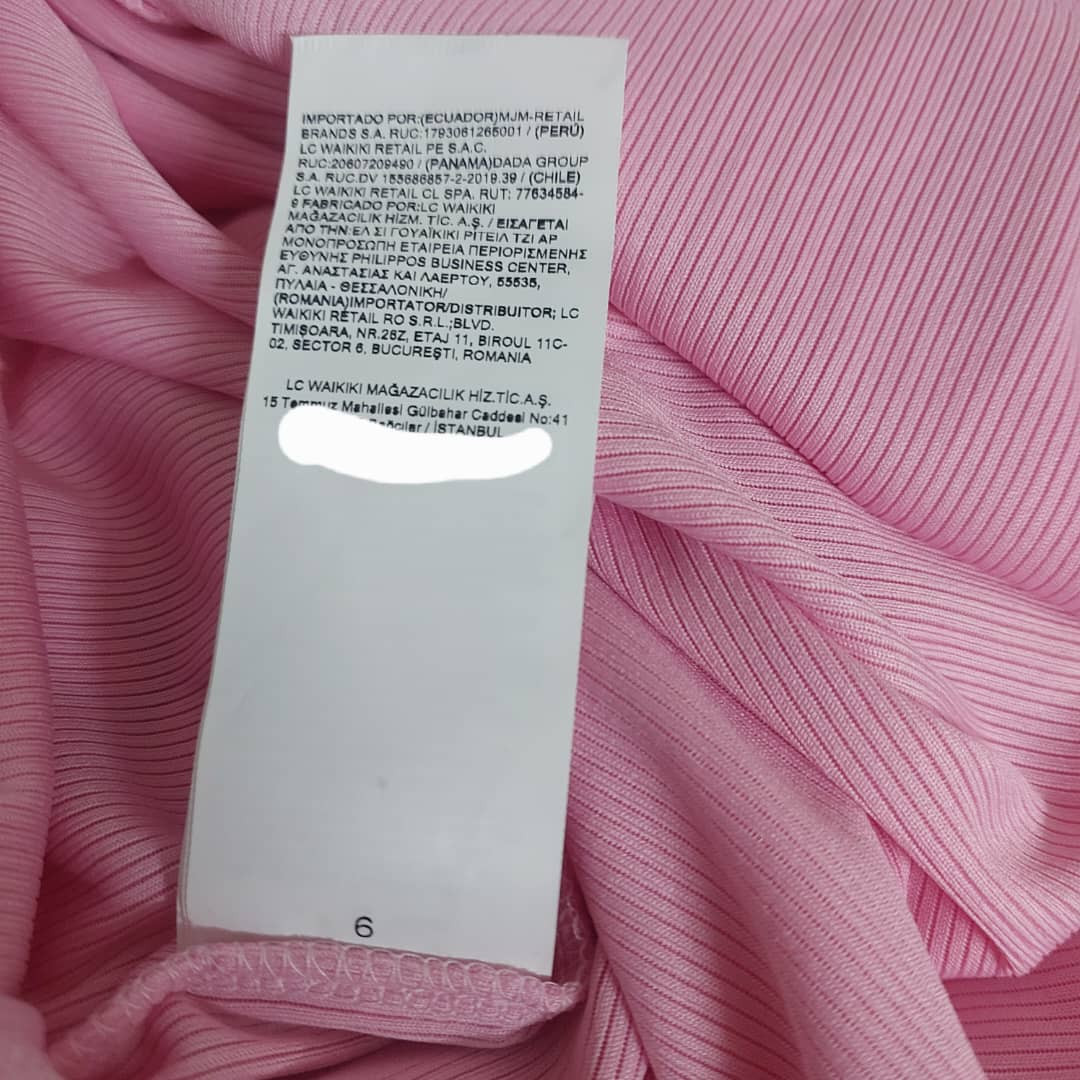 IMPORTADO POR:(ECUADOR)MJM-RETAIL
BRANDS S.A. RUC:1793061265001 / (PERÚ)
LC WAIKIKI RETAIL PE S.A.C.
RUC:20607209490 / (PANAMA)DADA GROUP
S.A. RUC.DV 155686857-2-2019.39 / (CHILE)
LC WAIKIKI RETAIL CL SPA. RUT: 77634584-
9 FABRICADO POR:LC WAIKIKI
MAĞAZACILIK HİZM. TİC. A.Ş. / ΕΙΣΑΓΕΤΑΙ
ΑΠΟ ΤΗΝ:ΕΛ ΣΙ ΓΟΥΑΪΚΙΚΙ ΡΙΤΕΙΛ ΤΖΙ ΑΡ
ΜΟΝΟΠΡΟΣΩΠΗ ΕΤΑΙΡΕΙΑ ΠΕΡΙΟΡΙΣΜΕΝΗΣ
ΕΥΘΥΝΗΣ PHILIPPOS BUSINESS CENTER,
ΑΓ. ΑΝΑΣΤΑΣΙΑΣ ΚΑΙ ΛΑΕΡΤΟΥ, 55535,
ΠΥΛΑΙΑ - ΘΕΣΣΑΛΟΝΙΚΗ/
(ROMANIA)IMPORTATOR/DISTRIBUITOR; LC
WAIKIKI RETAIL RO S.R.L.;BLVD.
TIMIŞOARA, NR.26Z, ETAJ 11, BIROUL 11C-
02, SECTOR 6, BUCUREŞTI, ROMANIA
LC WAIKIKI MAĞAZACILIK HİZ.TİC.A.Ş.
15 Temmuz Mahallesi Gülbahar Caddesi No:41
Bağcılar / İSTANBUL
6